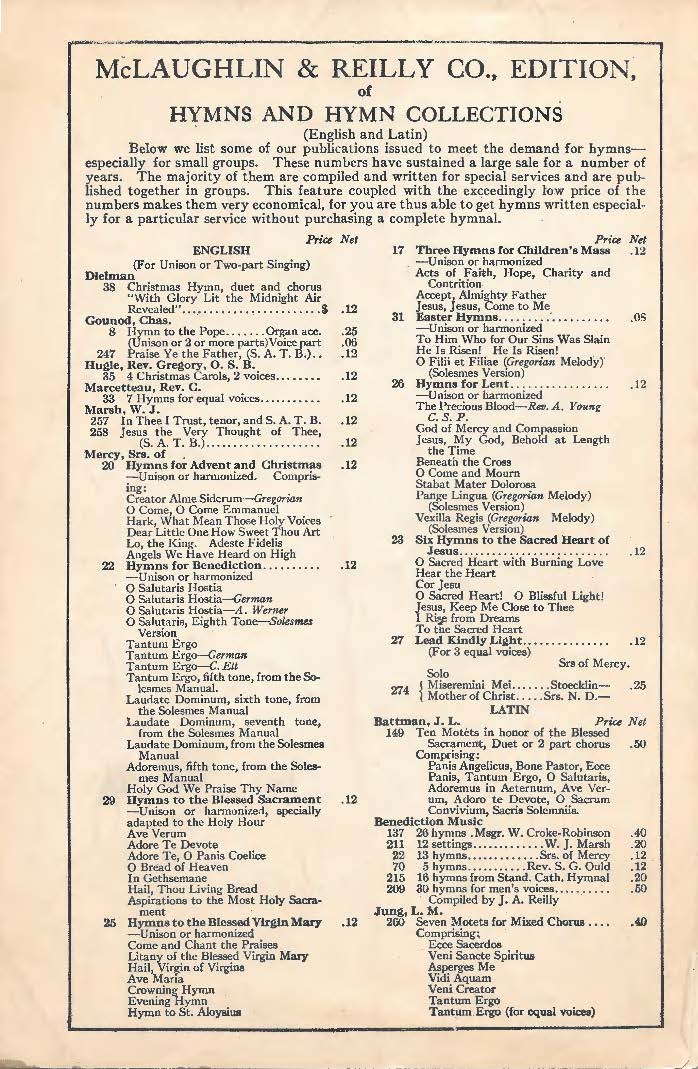 McLAUGHLIN & REILLY CO., EDITION,
of
HYMNS AND HYMN COLLECTIONS
(English and Latin)
Below we list some of our publications issued to meet the demand for hymns—
especially for small groups. These numbers have sustained a large sale for a number of
years. The majority of them are compiled and written for special services and are pub-
lished together in groups. This feature coupled with the exceedingly low price of the
numbers makes them very economical, for you are thus able to get hymns written especial-
ly for a particular service without purchasing a complete hymnal.
Price Net
ENGLISH
(For Unison or Two-part Singing)
Dietman
38 Christmas Hymn, duet and chorus
"With Glory Lit the Midnight Air
Revealed".......................$ .12
Gounod, Chas.
8 Hymn to the Pope.......Organ acc. .25
(Unison or 2 or more parts)Voice part .06
247 Praise Ye the Father, (S. A. T. B.).. .12
Hugle, Rev. Gregory, O. S. B.
35 4 Christmas Carols, 2 voices........ .12
Marcetteau, Rev. C.
33 7 Hymns for equal voices.......... .12
Marsh, W. J.
257 In Thee I Trust, tenor, and S. A. T. B. .12
258 Jesus the Very Thought of Thee,
(S. A. T. B.).................... .12
Mercy, Srs. of
20 Hymns for Advent and Christmas .12
—Unison or harmonized. Compris-
ing:
Creator Alme Siderum—Gregorian
O Come, O Come Emmanuel
Hark, What Mean Those Holy Voices
Dear Little One How Sweet Thou Art
Lo, the King. Adeste Fidelis
Angels We Have Heard on High
22 Hymns for Benediction.......... .12
—Unison or harmonized
O Salutaris Hostia
O Salutaris Hostia—German
O Salutaris Hostia—A. Werner
O Salutaris, Eighth Tone—Solesmes
Version
Tantum Ergo
Tantum Ergo—German
Tantum Ergo—C. Ett
Tantum Ergo, fifth tone, from the So-
lesmes Manual.
Laudate Dominum, sixth tone, from
the Solesmes Manual
Laudate Dominum, seventh tone,
from the Solesmes Manual
Laudate Dominum, from the Solesmes
Manual
Adoremus, fifth tone, from the Soles-
mes Manual
Holy God We Praise Thy Name
29 Hymns to the Blessed Sacrament .12
—Unison or harmonized, specially
adapted to the Holy Hour
Ave Verum
Adore Te Devote
Adore Te, O Panis Coelice
O Bread of Heaven
In Gethsemane
Hail, Thou Living Bread
Aspirations to the Most Holy Sacra-
ment
25 Hymns to the Blessed Virgin Mary .12
—Unison or harmonized
Come and Chant the Praises
Litany of the Blessed Virgin Mary
Hail, Virgin of Virgins
Ave Maria
Crowning Hymn
Evening Hymn
Hymn to St. Aloysius
Price Net
17 Three Hymns for Children's Mass .12
—Unison or harmonized
Acts of Faith, Hope, Charity and
Contrition
Accept, Almighty Father
Jesus, Jesus, Come to Me
31 Easter Hymns.................. .08
—Unison or harmonized
To Him Who for Our Sins Was Slain
He Is Risen! He Is Risen!
O Filii et Filiae (Gregorian Melody)
(Solesmes Version)
26 Hymns for Lent................ .12
—Unison or harmonized
The Precious Blood—Rev. A. Young
C. S. P.
God of Mercy and Compassion
Jesus, My God, Behold at Length
the Time
Beneath the Cross
O Come and Mourn
Stabat Mater Dolorosa
Pange Lingua (Gregorian Melody)
(Solesmes Version)
Vexilla Regis (Gregorian Melody)
(Solesmes Version)
23 Six Hymns to the Sacred Heart of
Jesus......................... .12
O Sacred Heart with Burning Love
Hear the Heart
Cor Jesu
O Sacred Heart! O Blissful Light!
Jesus, Keep Me Close to Thee
I Rise from Dreams
To the Sacred Heart
27 Lead Kindly Light............... .12
(For 3 equal voices)
Srs of Mercy.
Solo
274 { Miseremini Mei.......Stoecklin— .25
{ Mother of Christ.....Srs. N. D.—
LATIN
Battman, J. L. Price Net
149 Ten Motets in honor of the Blessed
Sacrament, Duet or 2 part chorus .50
Comprising:
Panis Angelicus, Bone Pastor, Ecce
Panis, Tantum Ergo, O Salutaris,
Adoremus in Aeternum, Ave Ver-
um, Adoro te Devote, O Sacrum
Convivium, Sacris Solemniis.
Benediction Music
137 26 hymns .Msgr. W. Croke-Robinson .40
211 12 settings.............W. J. Marsh .20
22 13 hymns.............Srs. of Mercy .12
70 5 hymns...........Rev. S. G. Ould .12
215 16 hymns from Stand. Cath. Hymnal .20
209 30 hymns for men's voices......... .50
Compiled by J. A. Reilly
Jung, L. M.
260 Seven Motets for Mixed Chorus .... .40
Comprising:
Ecce Sacerdos
Veni Sancte Spiritus
Asperges Me
Vidi Aquam
Veni Creator
Tantum Ergo
Tantum Ergo (for equal voices)